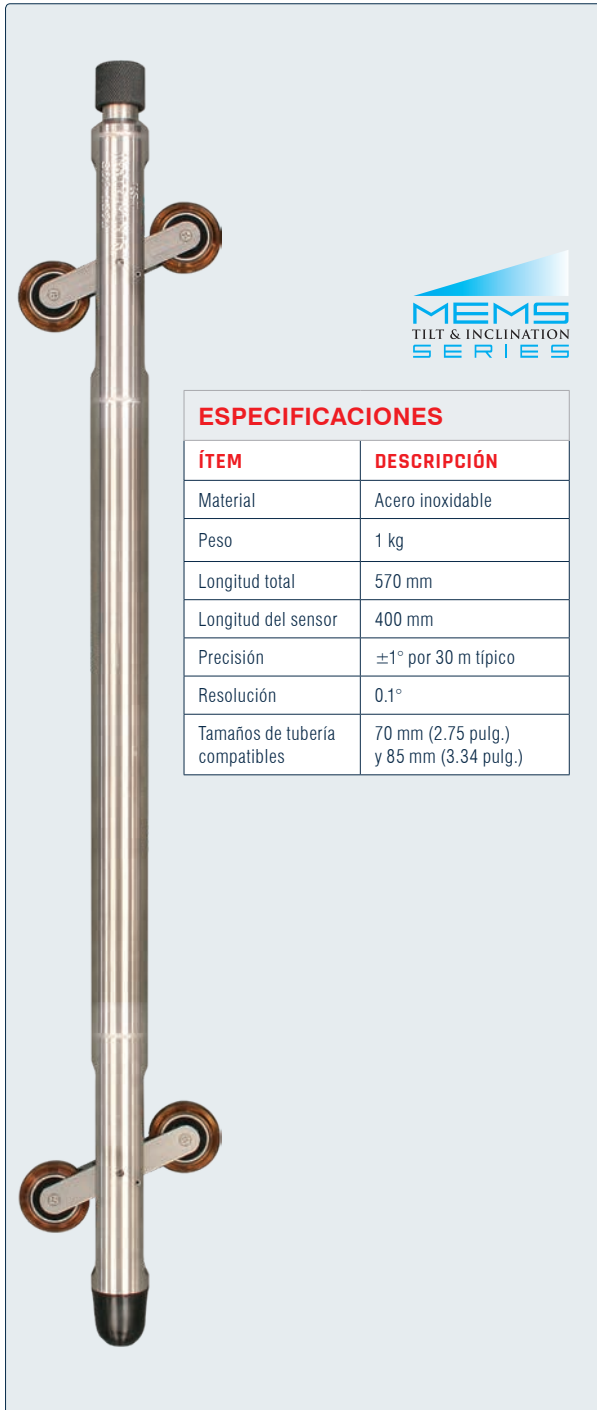 MEMS
TILT & INCLINATION
SERIES
ESPECIFICACIONES
ÍTEM DESCRIPCIÓN
Material Acero inoxidable
Peso 1 kg
Longitud total 570 mm
Longitud del sensor 400 mm
Precisión ±1° por 30 m típico
Resolución 0.1°
Tamaños de tubería compatibles 70 mm (2.75 pulg.)
y 85 mm (3.34 pulg.)